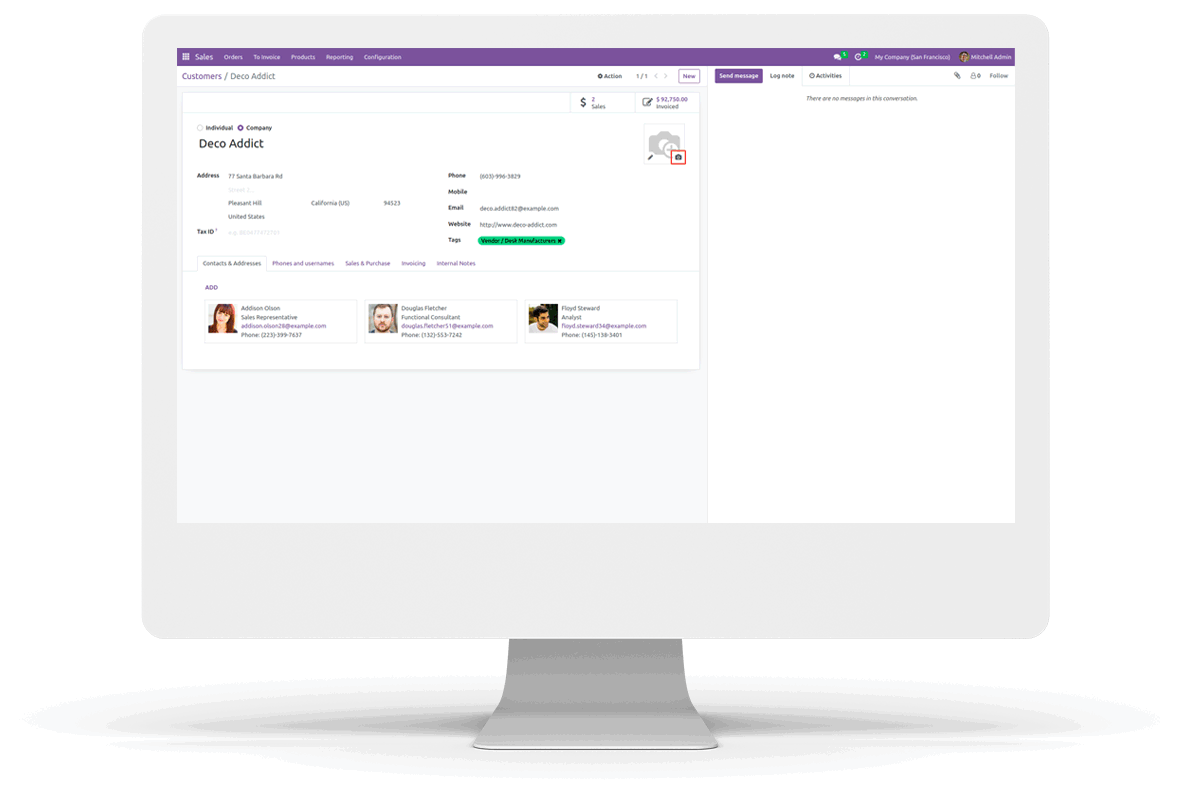 Sales Orders To Invoice Products Reporting Configuration 5 2 My Company (San Francisco) Mitchell Admin
Customers / Deco Addict Action 1 / 1 New
Send message Log note Activities 0 Follow
There are no messages in this conversation.
$ 2
Sales
$ 92,750.00
Invoiced
Individual Company
Deco Addict
Address 77 Santa Barbara Rd
Street 2...
Pleasant Hill California (US) 94523
United States
Tax ID ? e.g. BE0477472701
Phone (603)-996-3829
Mobile
Email deco.addict82@example.com
Website http://www.deco-addict.com
Tags Vendor / Desk Manufacturers ×
Contacts & Addresses Phones and usernames Sales & Purchase Invoicing Internal Notes
ADD
Addison Olson
Sales Representative
addison.olson28@example.com
Phone: (223)-399-7637
Douglas Fletcher
Functional Consultant
douglas.fletcher51@example.com
Phone: (132)-553-7242
Floyd Steward
Analyst
floyd.steward34@example.com
Phone: (145)-138-3401